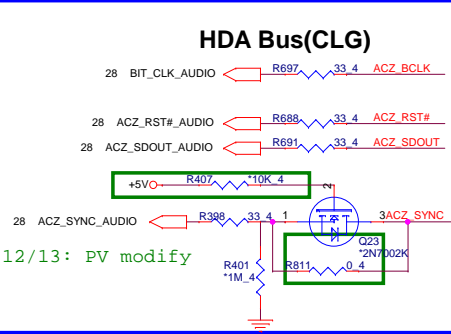 HDA Bus(CLG)
28 BIT_CLK_AUDIO R697 33_4 ACZ_BCLK
28 ACZ_RST#_AUDIO R688 33_4 ACZ_RST#
28 ACZ_SDOUT_AUDIO R691 33_4 ACZ_SDOUT
+5V R407 *10K_4 2
28 ACZ_SYNC_AUDIO R398 33_4 1 3 ACZ_SYNC
Q23
12/13: PV modify *2N7002K
R401 R811 0_4
*1M_4